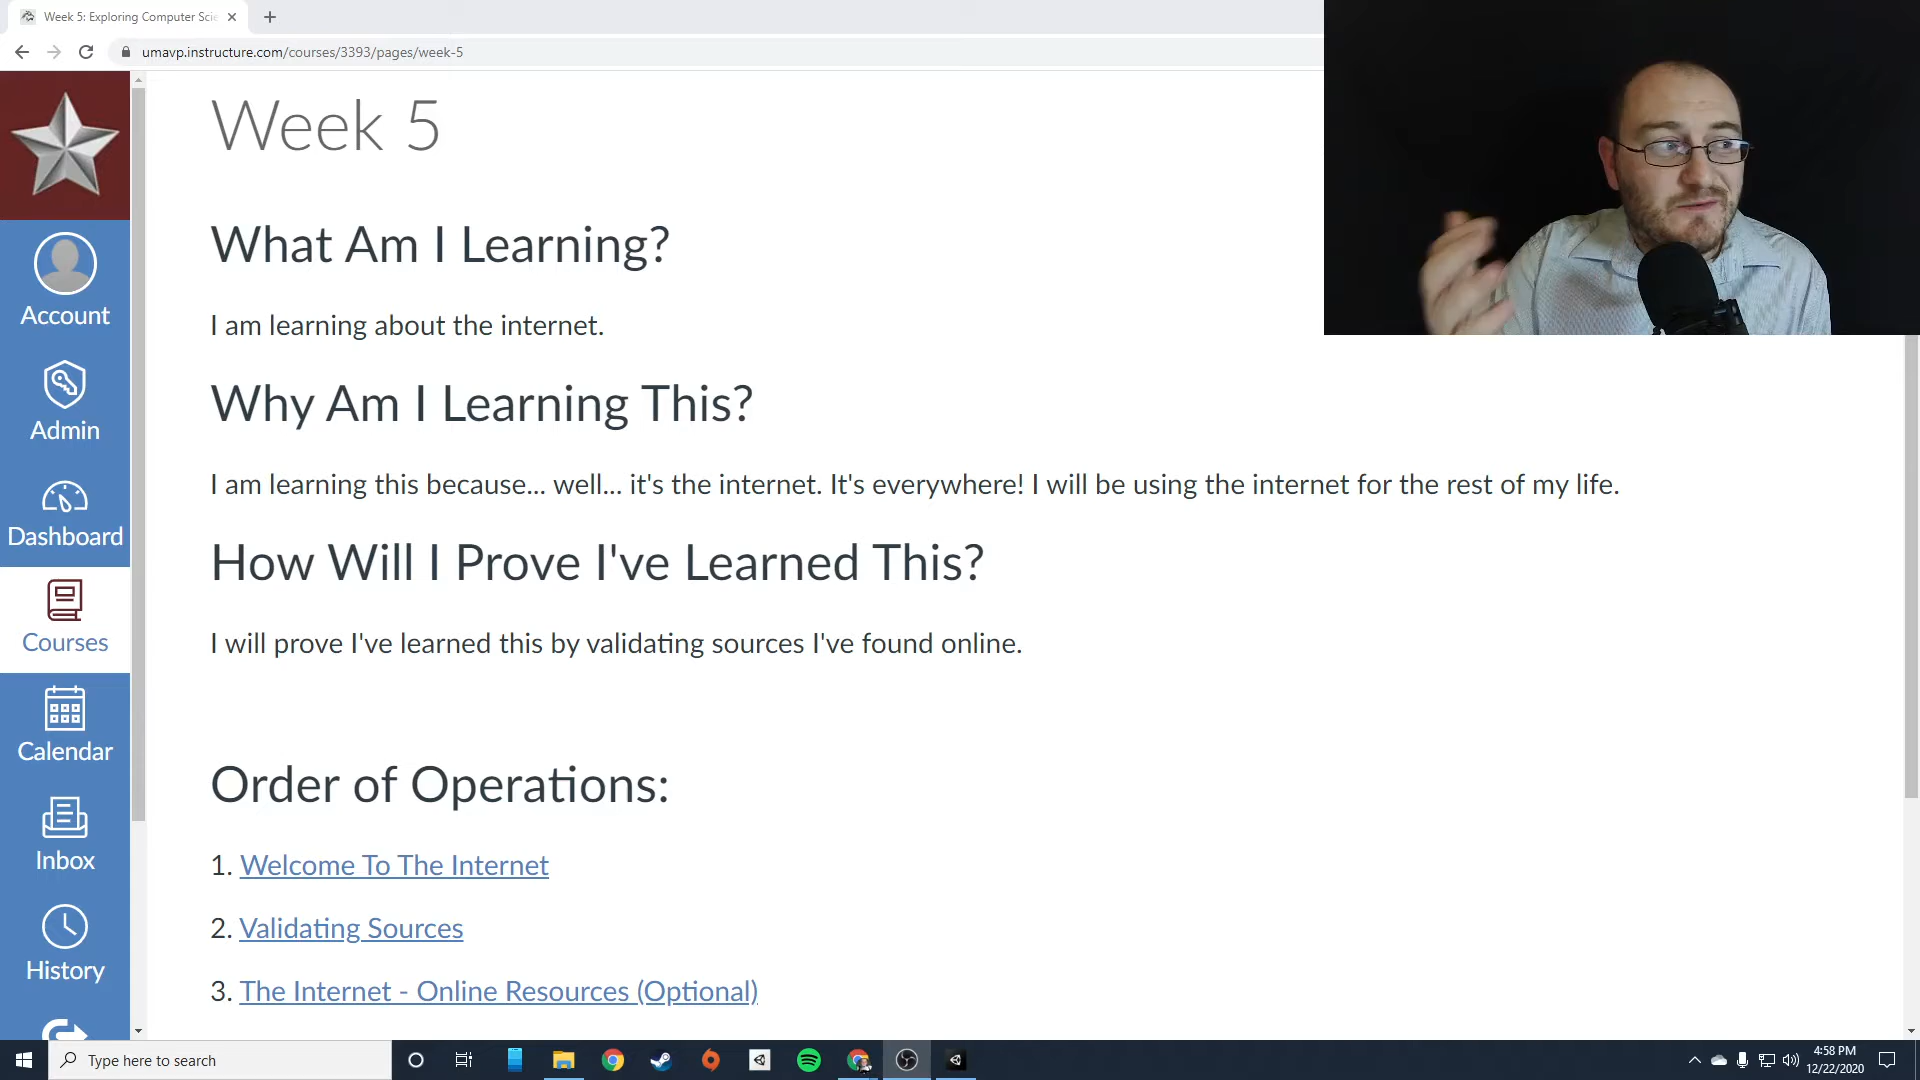 Week 5: Exploring Computer Scie
umavp.instructure.com/courses/3393/pages/week-5
Week 5
What Am I Learning?
I am learning about the internet.
Why Am I Learning This?
I am learning this because... well... it's the internet. It's everywhere! I will be using the internet for the rest of my life.
How Will I Prove I've Learned This?
I will prove I've learned this by validating sources I've found online.
Order of Operations:
1. Welcome To The Internet
2. Validating Sources
3. The Internet - Online Resources (Optional)
Account
Admin
Dashboard
Courses
Calendar
Inbox
History
Type here to search
4:58 PM
12/22/2020